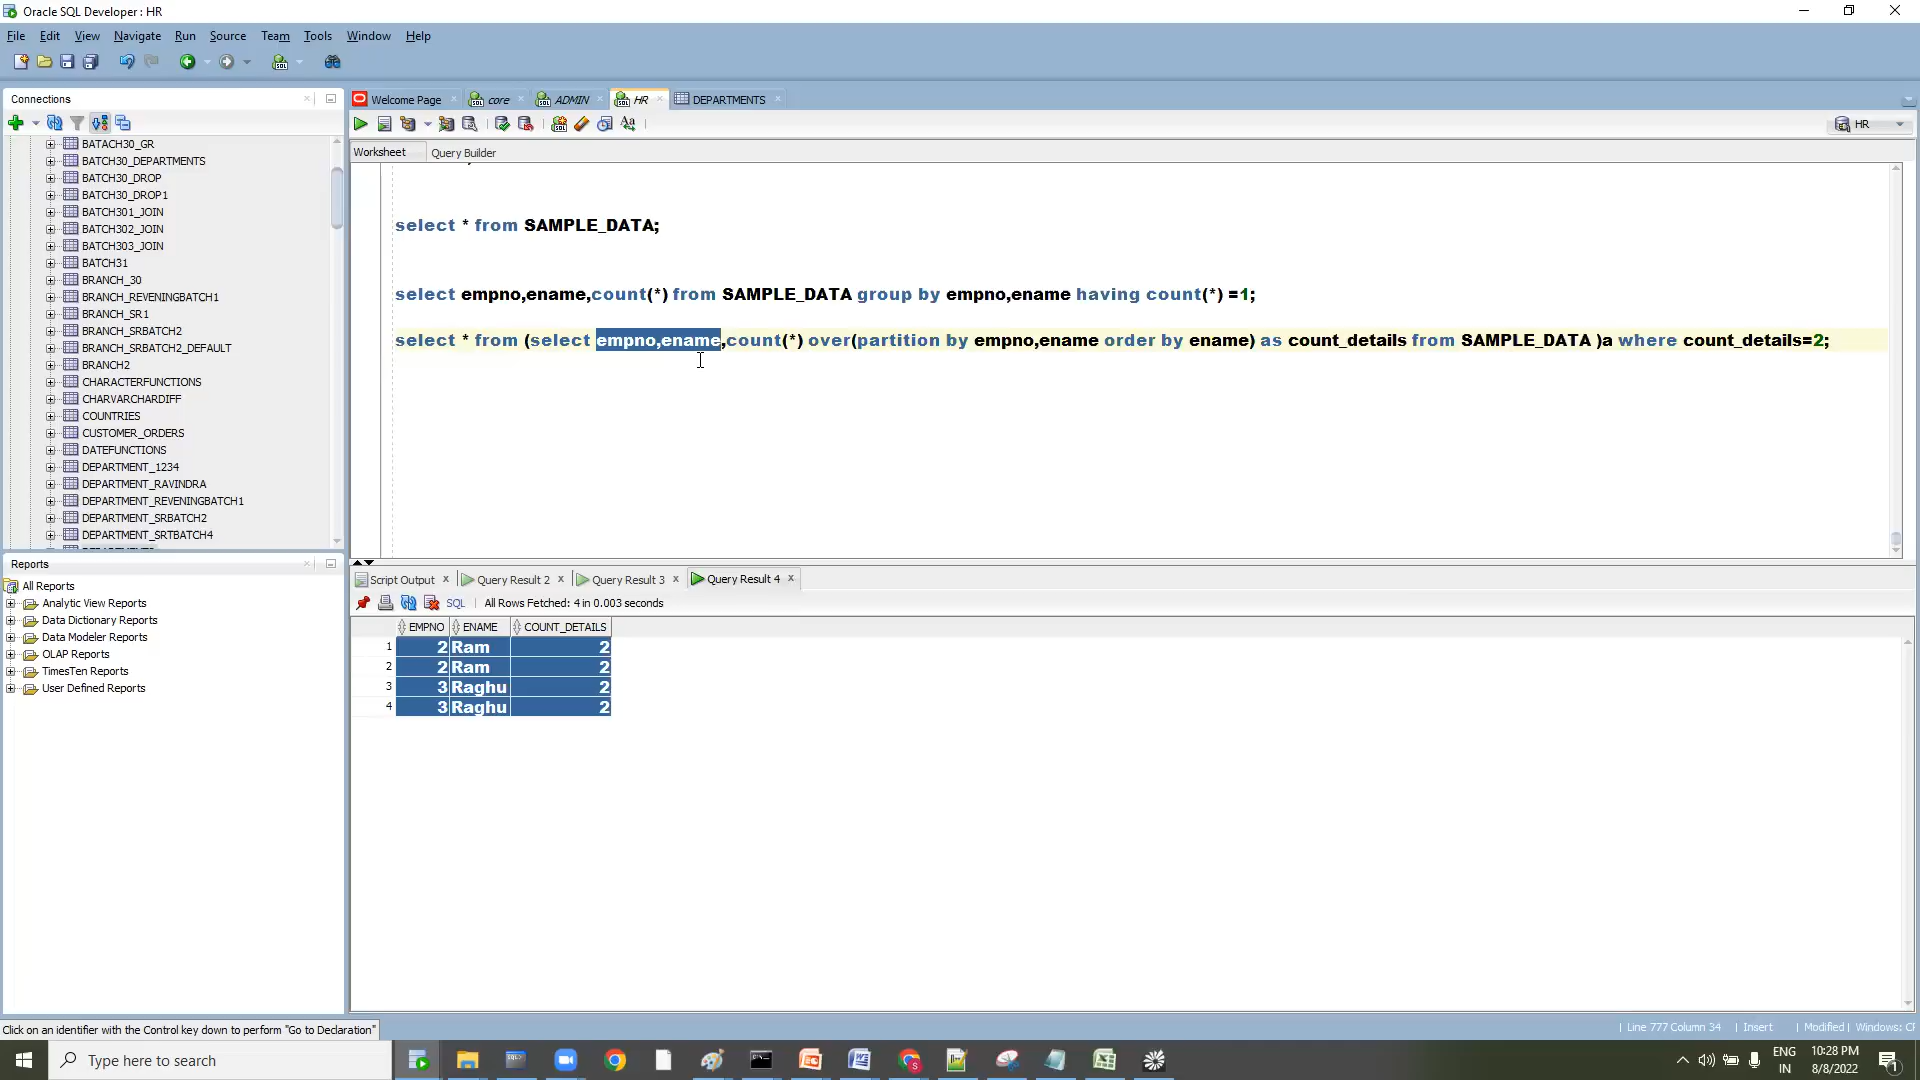 Oracle SQL Developer : HR
File Edit View Navigate Run Source Team Tools Window Help
Connections
BATACH30_GR
BATCH30_DEPARTMENTS
BATCH30_DROP
BATCH30_DROP1
BATCH301_JOIN
BATCH302_JOIN
BATCH303_JOIN
BATCH31
BRANCH_30
BRANCH_REVENINGBATCH1
BRANCH_SR1
BRANCH_SRBATCH2
BRANCH_SRBATCH2_DEFAULT
BRANCH2
CHARACTERFUNCTIONS
CHARVARCHARDIFF
COUNTRIES
CUSTOMER_ORDERS
DATEFUNCTIONS
DEPARTMENT_1234
DEPARTMENT_RAVINDRA
DEPARTMENT_REVENINGBATCH1
DEPARTMENT_SRBATCH2
DEPARTMENT_SRTBATCH4
Reports
All Reports
Analytic View Reports
Data Dictionary Reports
Data Modeler Reports
OLAP Reports
TimesTen Reports
User Defined Reports
Welcome Page core ADMIN HR DEPARTMENTS
HR
Worksheet Query Builder
select * from SAMPLE_DATA;
select empno,ename,count(*) from SAMPLE_DATA group by empno,ename having count(*) =1;
select * from (select empno,ename,count(*) over(partition by empno,ename order by ename) as count_details from SAMPLE_DATA )a where count_details=2;
Script Output Query Result 2 Query Result 3 Query Result 4
SQL All Rows Fetched: 4 in 0.003 seconds
EMPNO ENAME COUNT_DETAILS
1 2 Ram 2
2 2 Ram 2
3 3 Raghu 2
4 3 Raghu 2
Click on an identifier with the Control key down to perform "Go to Declaration"
Line 777 Column 34 Insert Modified Windows: CF
Type here to search
ENG
IN
10:28 PM
8/8/2022
1